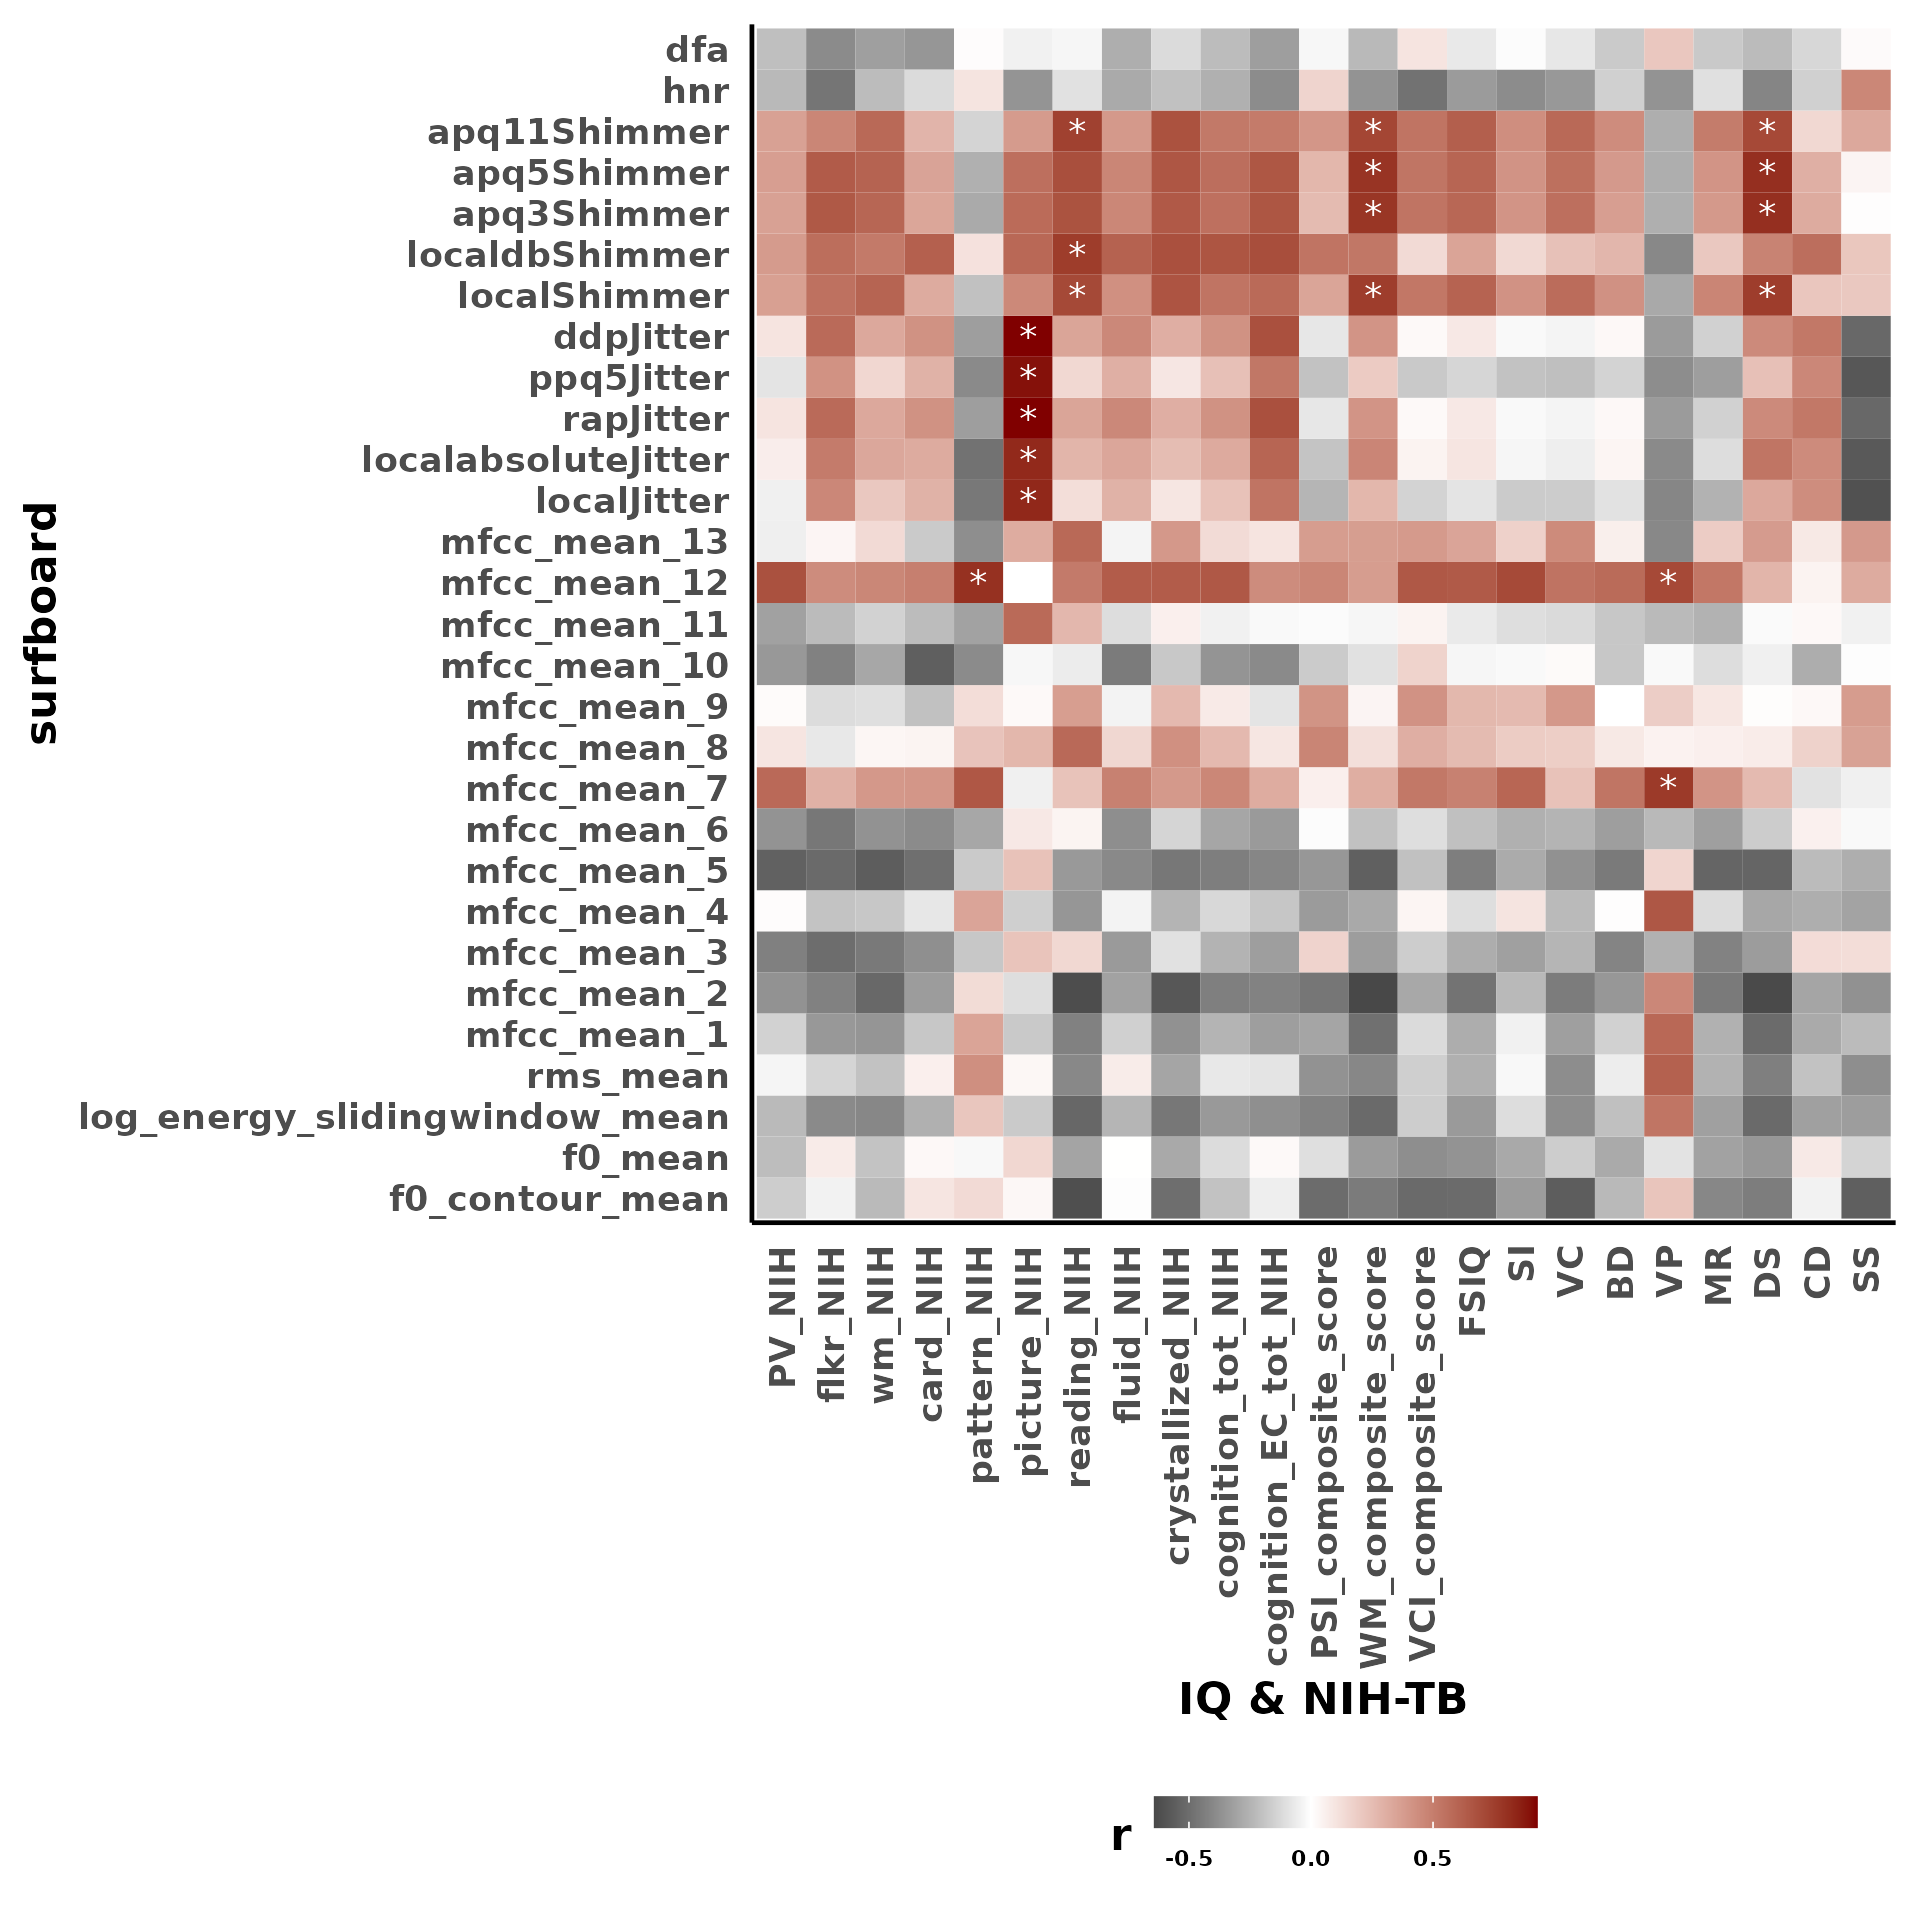 dfa
hnr
apq11Shimmer
apq5Shimmer
apq3Shimmer
localdbShimmer
localShimmer
ddpJitter
ppq5Jitter
rapJitter
localabsoluteJitter
localJitter
mfcc_mean_13
mfcc_mean_12
mfcc_mean_11
mfcc_mean_10
mfcc_mean_9
mfcc_mean_8
mfcc_mean_7
mfcc_mean_6
mfcc_mean_5
mfcc_mean_4
mfcc_mean_3
mfcc_mean_2
mfcc_mean_1
rms_mean
log_energy_slidingwindow_mean
f0_mean
f0_contour_mean
surfboard
* * *
* *
* *
*
* * *
*
*
*
*
*
* *
*
PV_NIH
flkr_NIH
wm_NIH
card_NIH
pattern_NIH
picture_NIH
reading_NIH
fluid_NIH
crystallized_NIH
cognition_tot_NIH
cognition_EC_tot_NIH
PSI_composite_score
WM_composite_score
VCI_composite_score
FSIQ
SI
VC
BD
VP
MR
DS
CD
SS
IQ & NIH-TB
r
-0.5 0.0 0.5